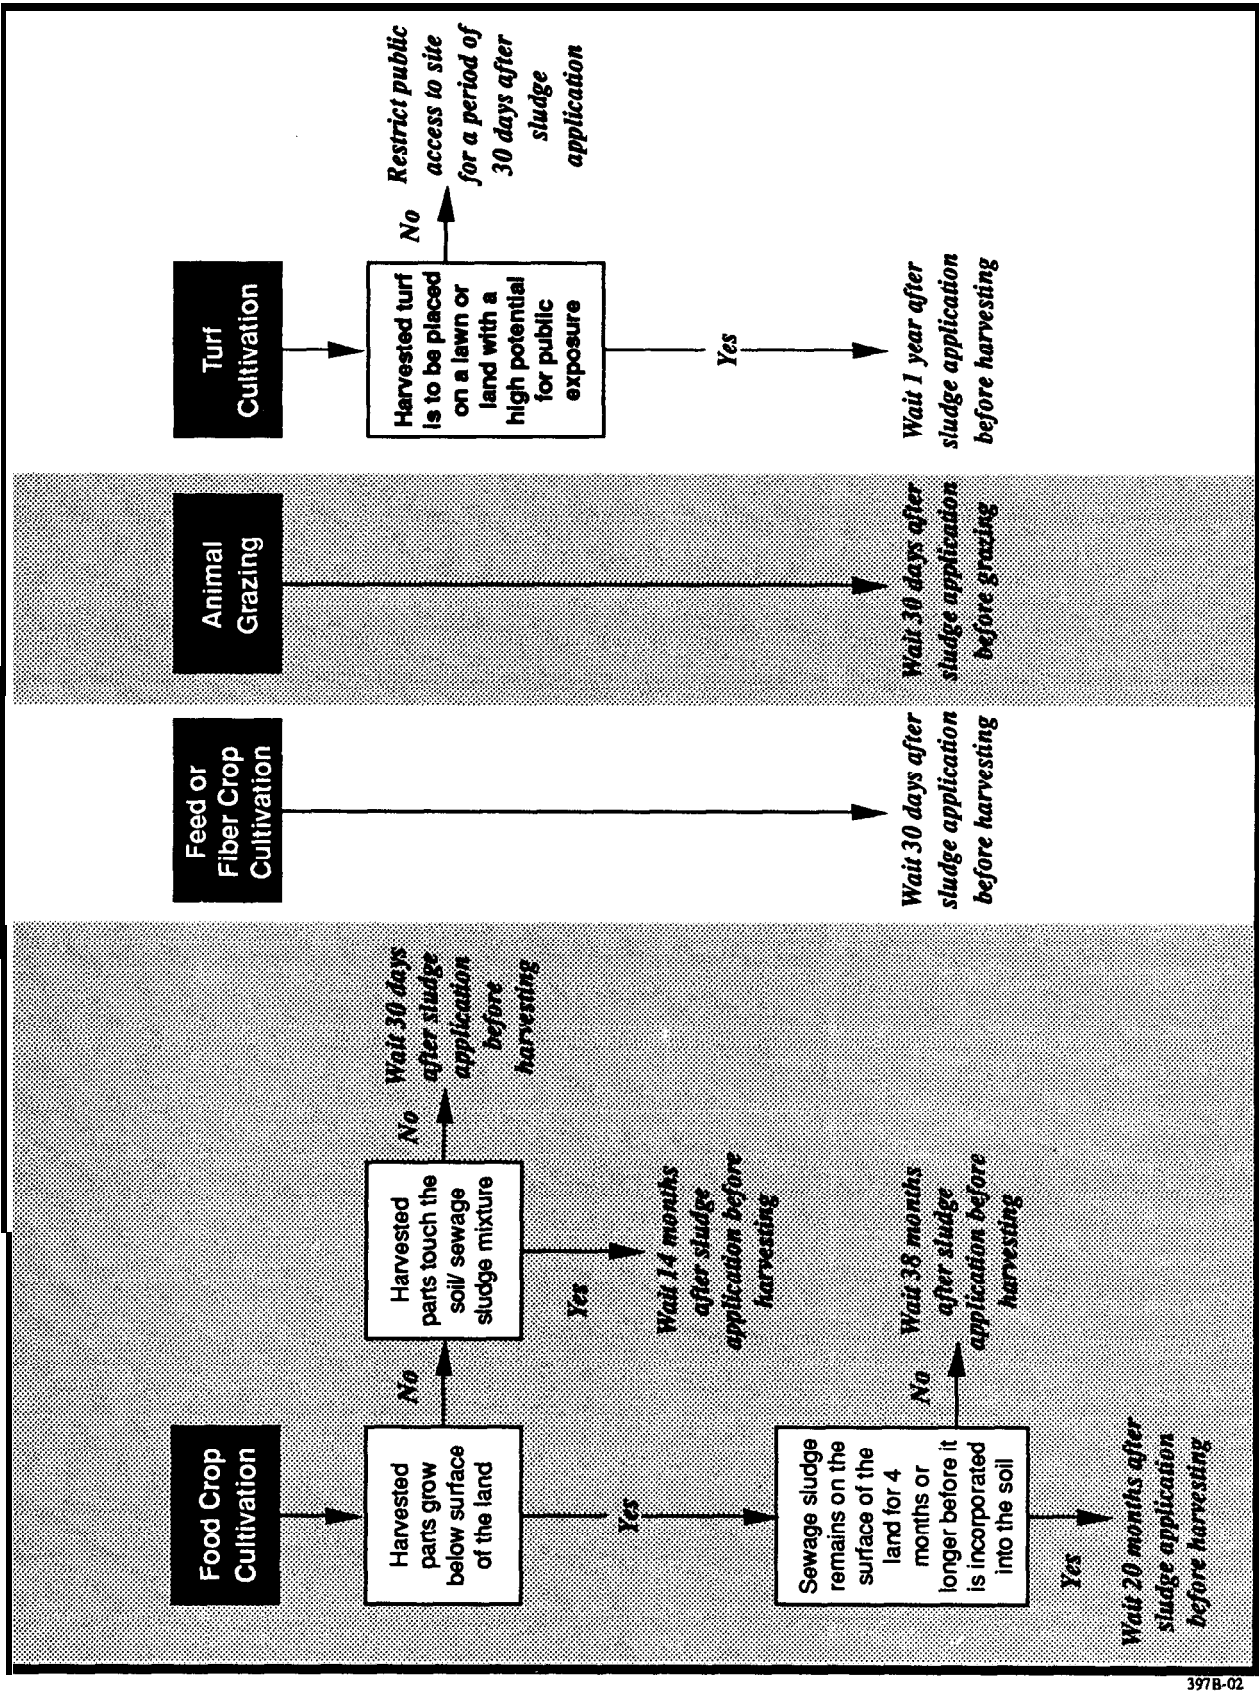 Food Crop
Cultivation
Harvested
parts grow
below surface
of the land
No
Harvested
parts touch the
soil/ sewage
sludge mixture
No
Wait 30 days
after sludge
application
before
harvesting
Yes
Wait 14 months
after sludge
application before
harvesting
Yes
Sewage sludge
remains on the
surface of the
land for 4
months or
longer before it
is incorporated
into the soil
No
Wait 38 months
after sludge
application before
harvesting
Yes
Wait 20 months after
sludge application
before harvesting
Feed or
Fiber Crop
Cultivation
Wait 30 days after
sludge application
before harvesting
Animal
Grazing
Wait 30 days after
sludge application
before grazing
Turf
Cultivation
Harvested turf
is to be placed
on a lawn or
land with a
high potential
for public
exposure
No
Restrict public
access to site
for a period of
30 days after
sludge
application
Yes
Wait 1 year after
sludge application
before harvesting
397B-02